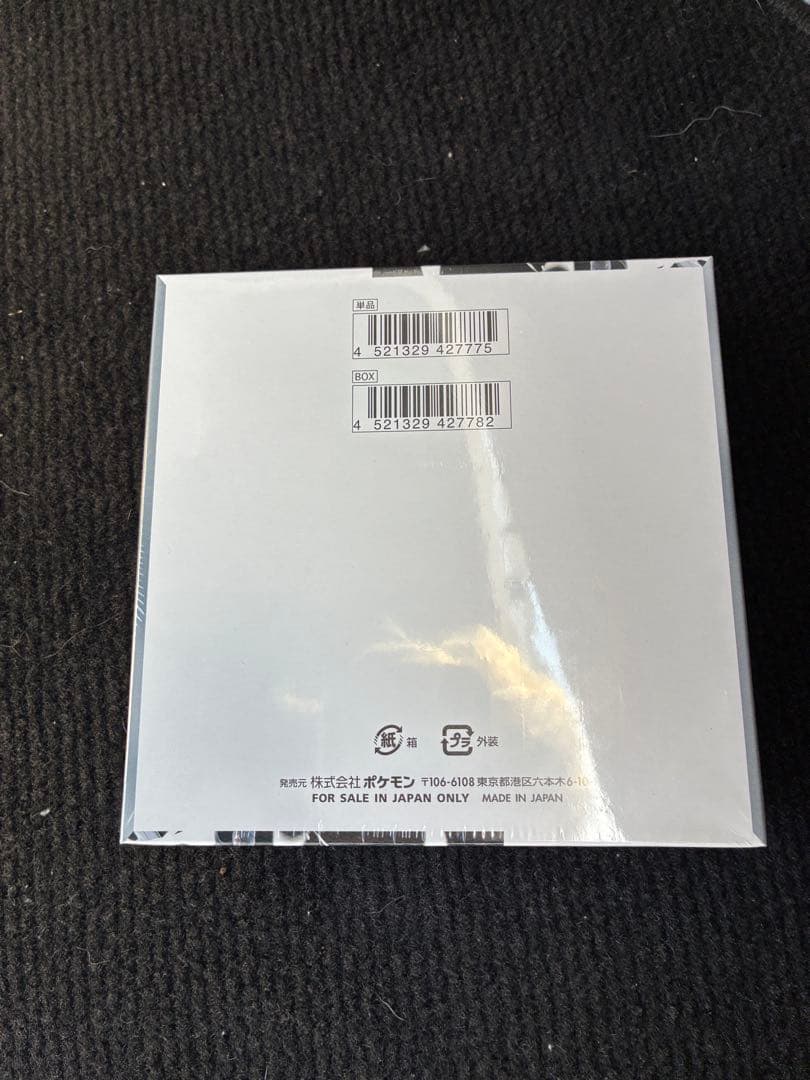 単品
4 521329 427775
BOX
4 521329 427782
紙 箱 プラ 外装
発売元 株式会社ポケモン 〒106-6108 東京都港区六本木6-10
FOR SALE IN JAPAN ONLY MADE IN JAPAN